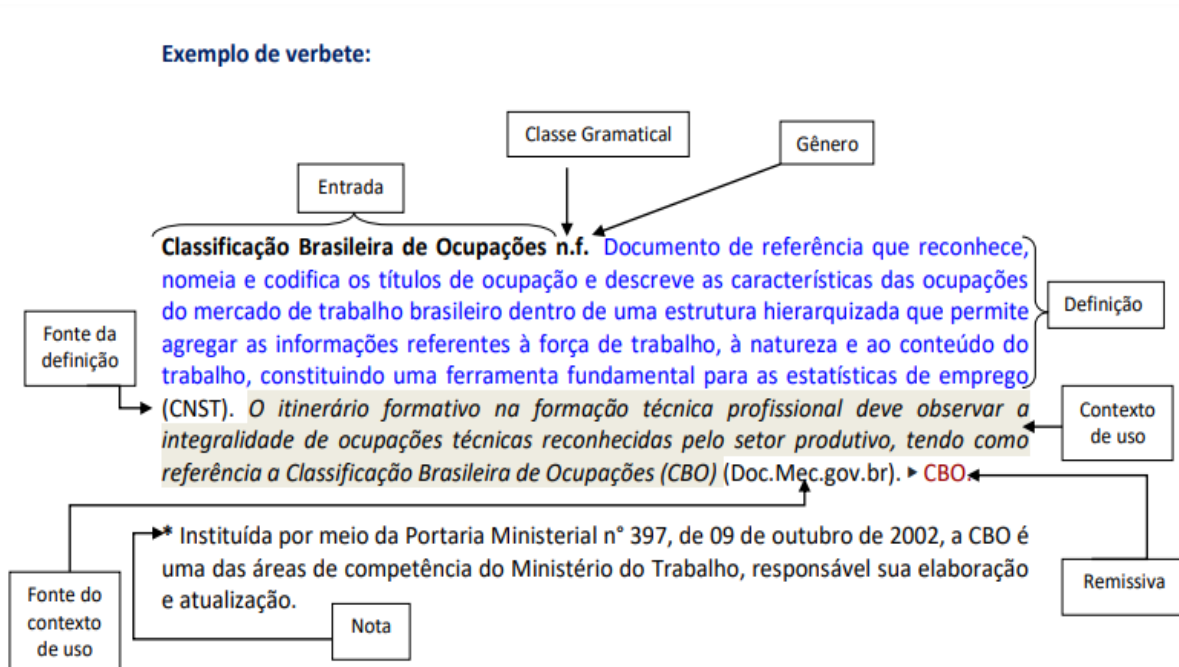 Exemplo de verbete:
Classe Gramatical
Gênero
Entrada
Classificação Brasileira de Ocupações n.f. Documento de referência que reconhece,
nomeia e codifica os títulos de ocupação e descreve as características das ocupações
do mercado de trabalho brasileiro dentro de uma estrutura hierarquizada que permite
agregar as informações referentes à força de trabalho, à natureza e ao conteúdo do
trabalho, constituindo uma ferramenta fundamental para as estatísticas de emprego
(CNST). O itinerário formativo na formação técnica profissional deve observar a
integralidade de ocupações técnicas reconhecidas pelo setor produtivo, tendo como
referência a Classificação Brasileira de Ocupações (CBO) (Doc.Mec.gov.br). ▶ CBO.
Definição
Fonte da
definição
Contexto
de uso
* Instituída por meio da Portaria Ministerial n° 397, de 09 de outubro de 2002, a CBO é
uma das áreas de competência do Ministério do Trabalho, responsável sua elaboração
e atualização.
Remissiva
Fonte do
contexto
de uso
Nota